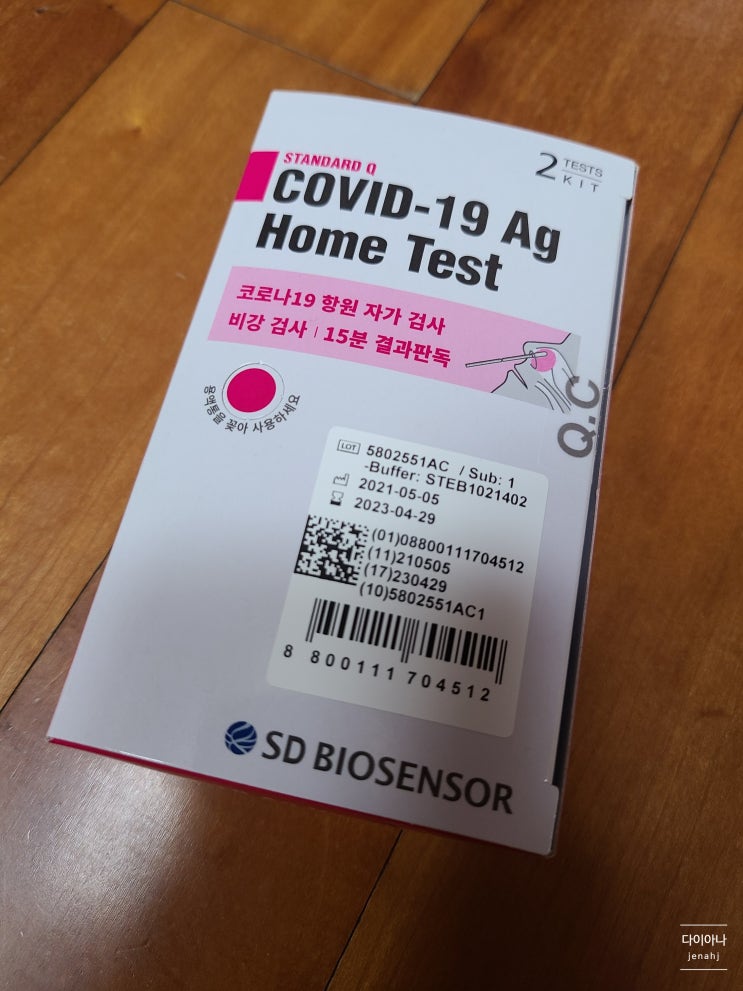 STANDARD Q
COVID-19 Ag
Home Test
2 TESTS
KIT
코로나19 항원 자가 검사
비강 검사 | 15분 결과판독
용액통을 꽂아 사용하세요
Q.C
LOT 5802551AC / Sub: 1
-Buffer: STEB1021402
2021-05-05
2023-04-29
(01)08800111704512
(11)210505
(17)230429
(10)5802551AC1
8 800111 704512
SD BIOSENSOR
다이아나
jenahj